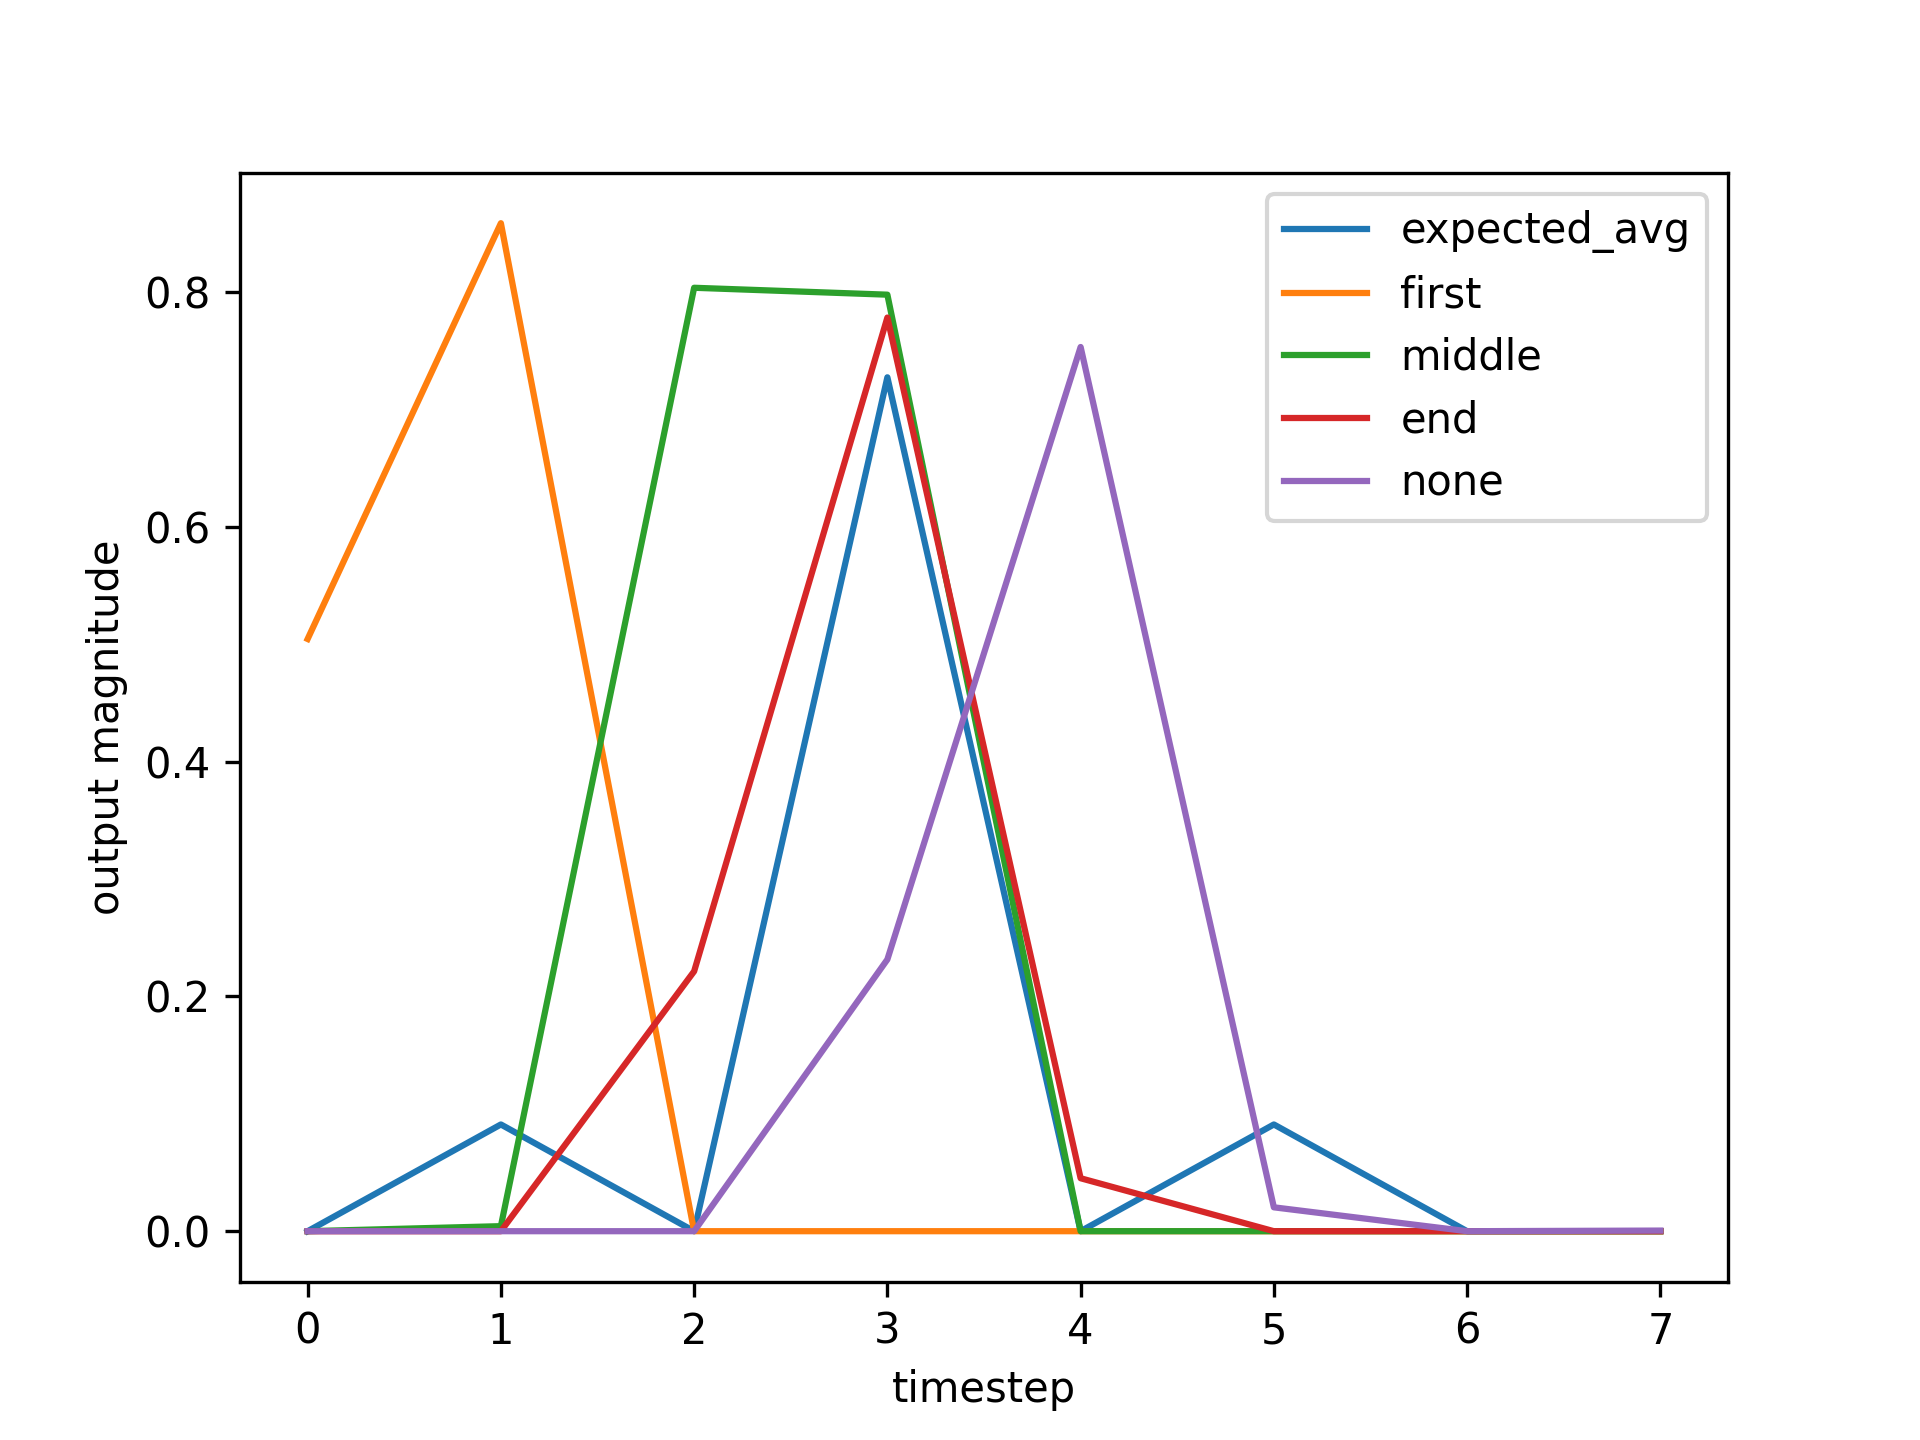 expected_avg
first
middle
end
none
0.8
0.6
0.4
0.2
0.0
output magnitude
0 1 2 3 4 5 6 7
timestep